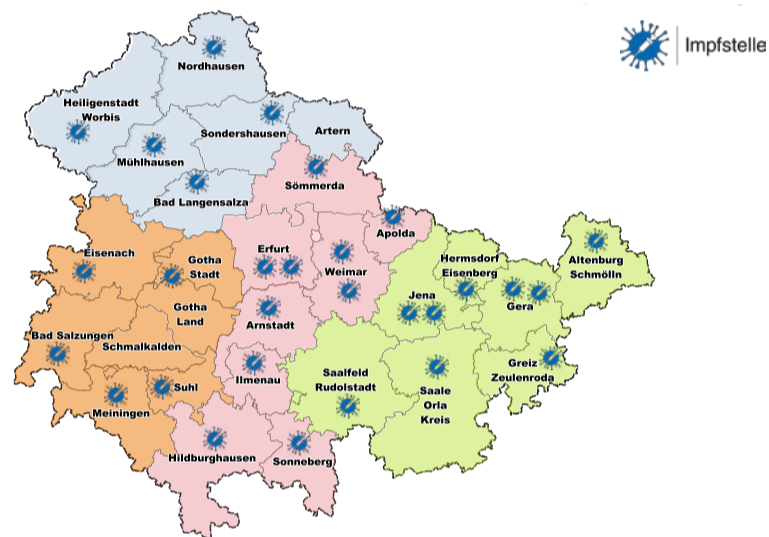 Impfstelle
Nordhausen
Heiligenstadt
Worbis
Sondershausen
Artern
Mühlhausen
Bad Langensalza
Sömmerda
Apolda
Eisenach
Gotha
Stadt
Erfurt
Weimar
Hermsdorf
Eisenberg
Altenburg
Schmölln
Jena
Gera
Gotha
Land
Arnstadt
Bad Salzungen
Schmalkalden
Ilmenau
Saalfeld
Rudolstadt
Greiz
Zeulenroda
Suhl
Saale
Orla
Kreis
Meiningen
Hildburghausen
Sonneberg